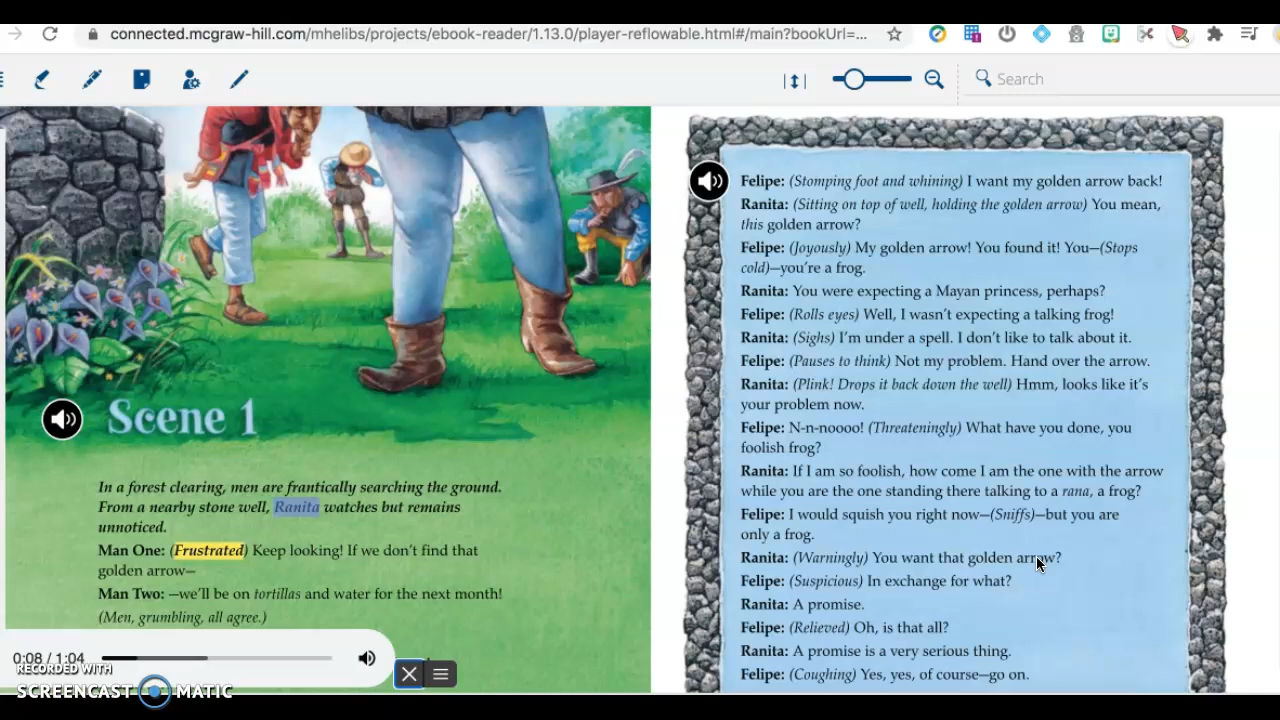 connected.mcgraw-hill.com/mhelibs/projects/ebook-reader/1.13.0/player-reflowable.html#/main?bookUrl=...
Search
Scene 1
In a forest clearing, men are frantically searching the ground.
From a nearby stone well, Ranita watches but remains
unnoticed.
Man One: (Frustrated) Keep looking! If we don't find that
golden arrow—
Man Two: —we'll be on tortillas and water for the next month!
(Men, grumbling, all agree.)
0:08 / 1:04
RECORDED WITH
SCREENCAST MATIC
Felipe: (Stomping foot and whining) I want my golden arrow back!
Ranita: (Sitting on top of well, holding the golden arrow) You mean,
this golden arrow?
Felipe: (Joyously) My golden arrow! You found it! You—(Stops
cold)—you're a frog.
Ranita: You were expecting a Mayan princess, perhaps?
Felipe: (Rolls eyes) Well, I wasn't expecting a talking frog!
Ranita: (Sighs) I'm under a spell. I don't like to talk about it.
Felipe: (Pauses to think) Not my problem. Hand over the arrow.
Ranita: (Plink! Drops it back down the well) Hmm, looks like it's
your problem now.
Felipe: N-n-noooo! (Threateningly) What have you done, you
foolish frog?
Ranita: If I am so foolish, how come I am the one with the arrow
while you are the one standing there talking to a rana, a frog?
Felipe: I would squish you right now—(Sniffs)—but you are
only a frog.
Ranita: (Warningly) You want that golden arrow?
Felipe: (Suspicious) In exchange for what?
Ranita: A promise.
Felipe: (Relieved) Oh, is that all?
Ranita: A promise is a very serious thing.
Felipe: (Coughing) Yes, yes, of course—go on.